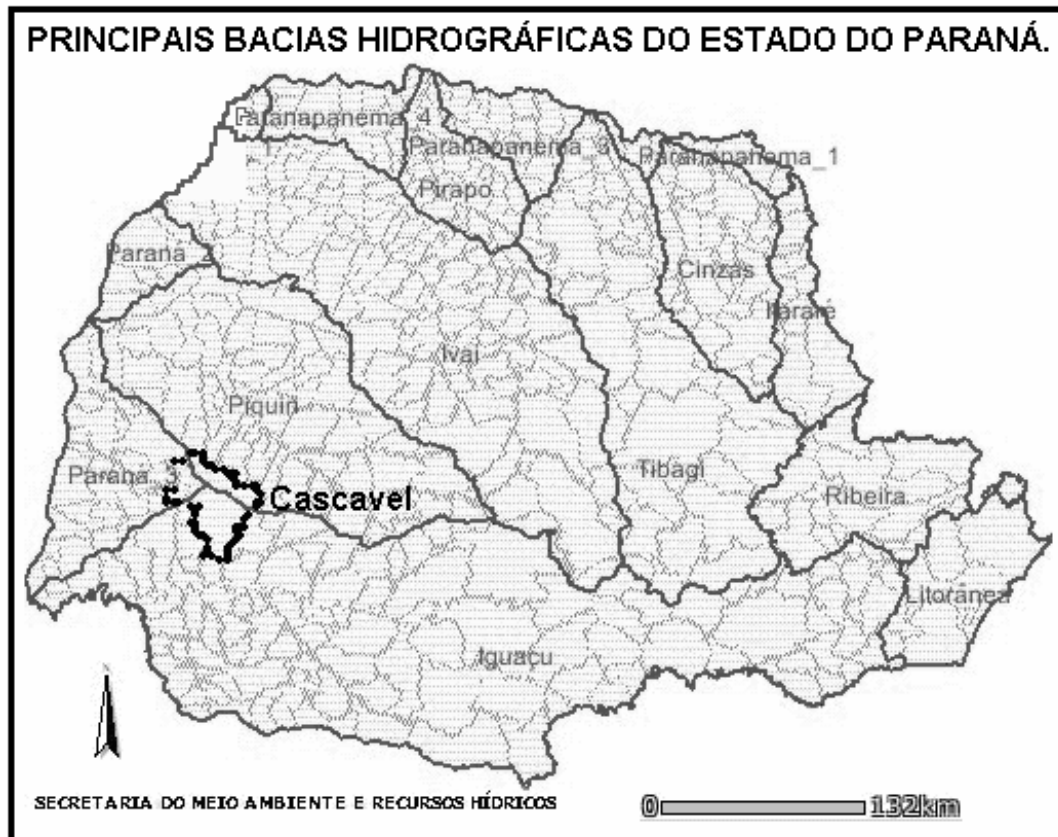 PRINCIPAIS BACIAS HIDROGRÁFICAS DO ESTADO DO PARANÁ.
Paranapanema_4
Paranapanema_3
Paranapanema_1
Pirapo
Cinzas
Paraná_2
Itararé
Ivaí
Piquiri
Paraná_3
Tibagi
Cascavel
Ribeira
Litorânea
Iguaçu
SECRETARIA DO MEIO AMBIENTE E RECURSOS HÍDRICOS
0 132km